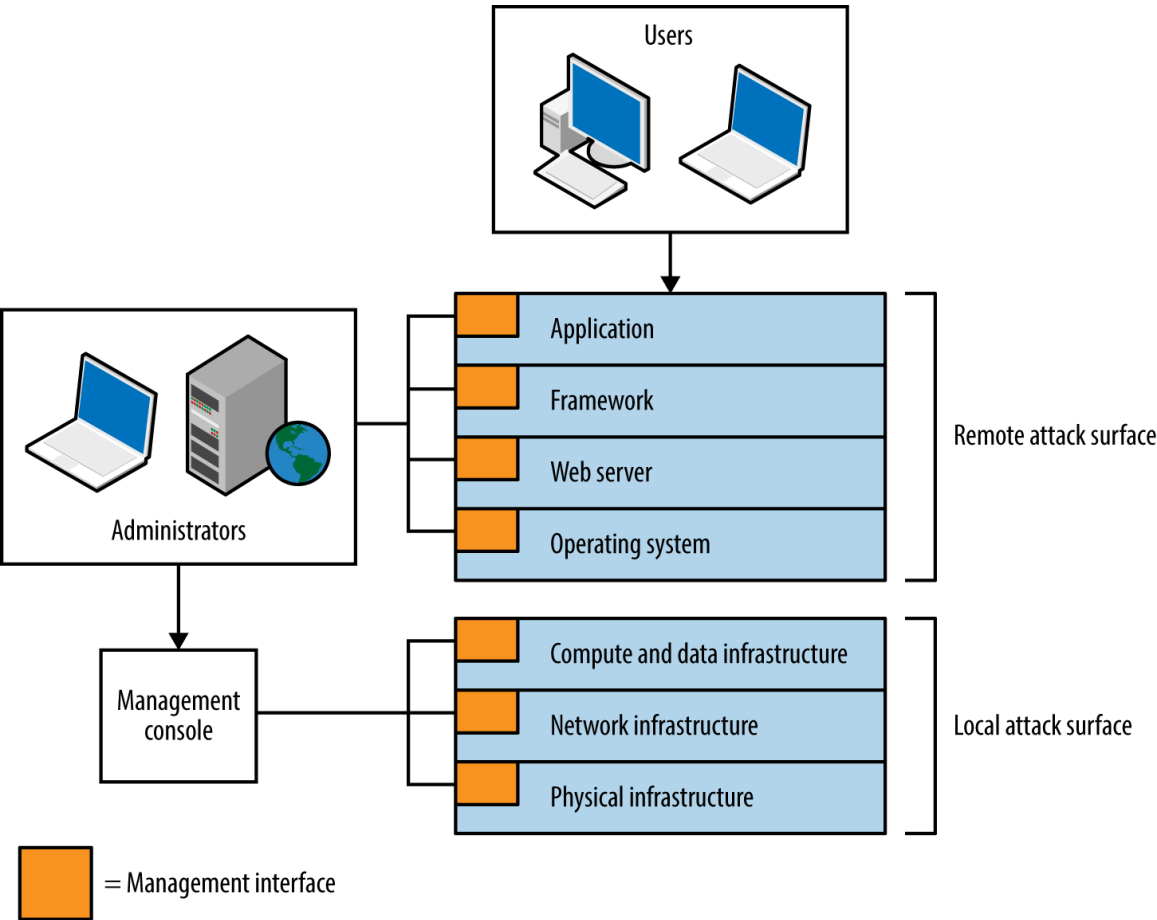 Users
Application
Framework
Web server
Operating system
Remote attack surface
Administrators
Management
console
Compute and data infrastructure
Network infrastructure
Physical infrastructure
Local attack surface
= Management interface